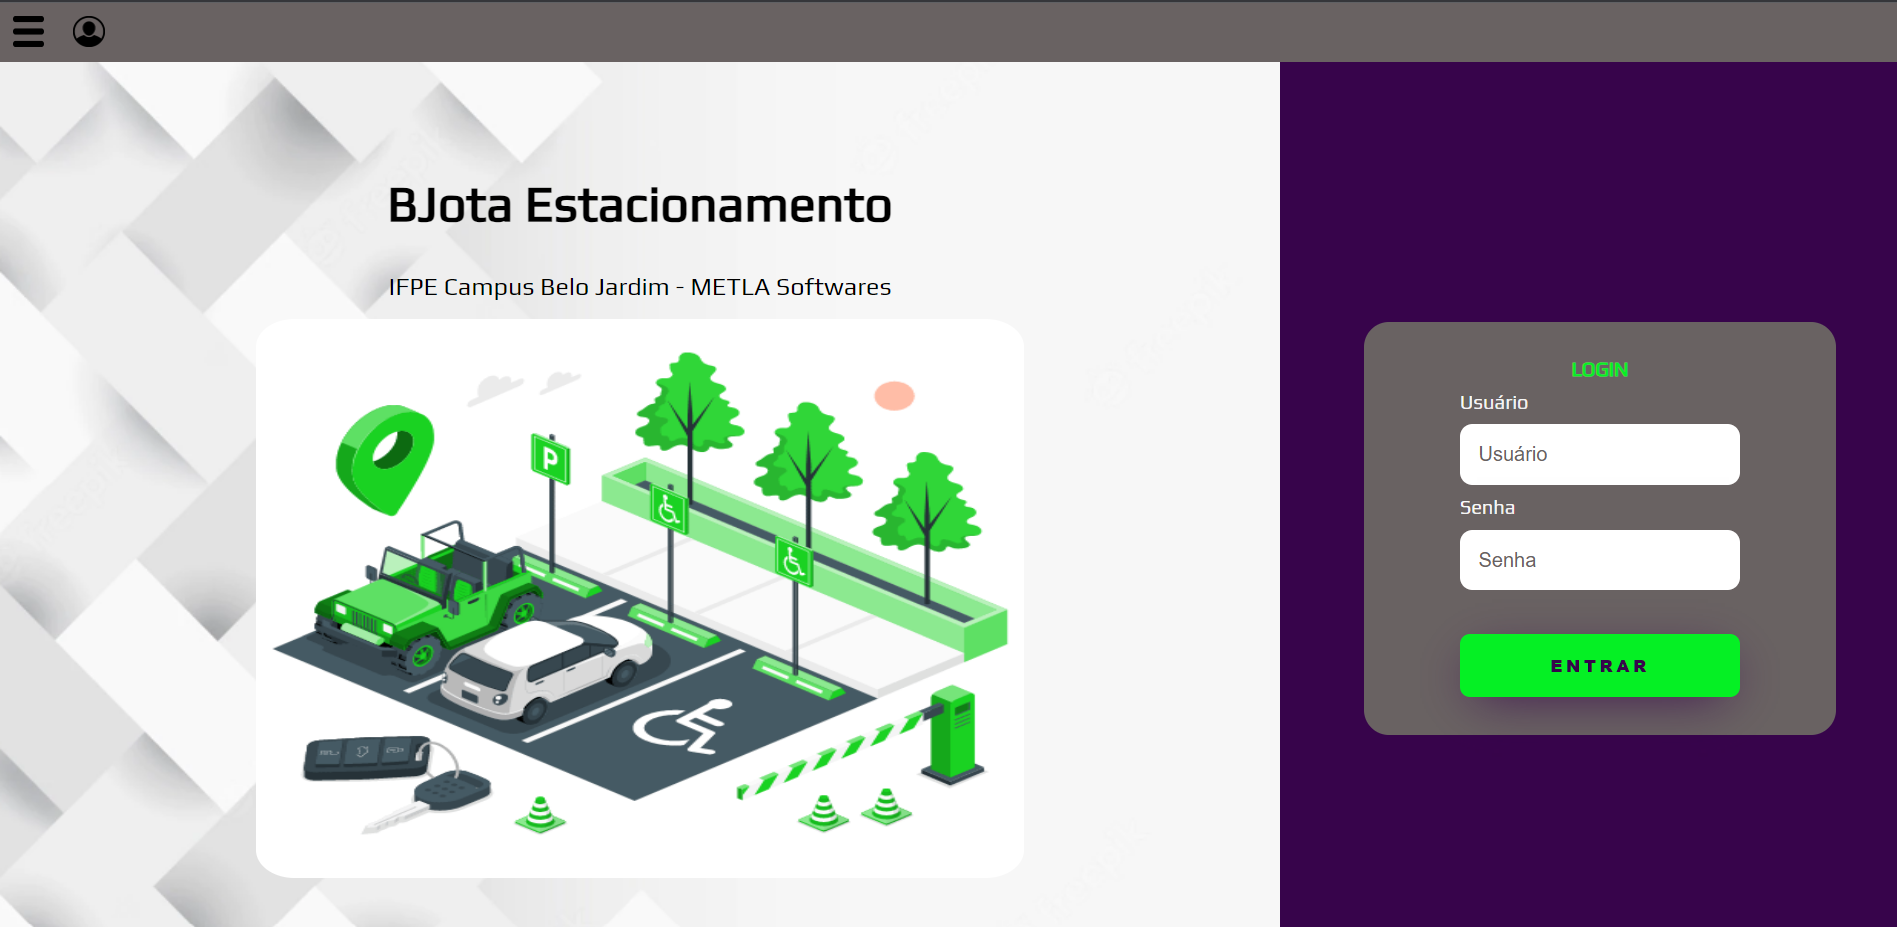 BJota Estacionamento
IFPE Campus Belo Jardim - METLA Softwares
P
LOGIN
Usuário
Usuário
Senha
Senha
ENTRAR